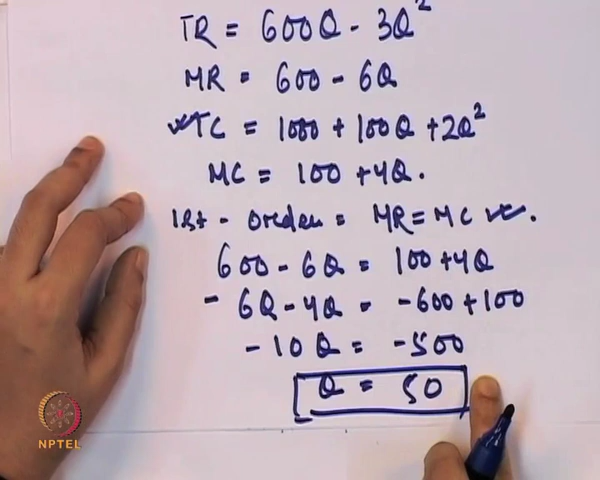 TR = 600Q - 3Q²
MR = 600 - 6Q
TC = 1000 + 100Q + 2Q²
MC = 100 + 4Q.
1st - order = MR = MC
600 - 6Q = 100 + 4Q
- 6Q - 4Q = -600 + 100
- 10Q = -500
Q = 50
NPTEL